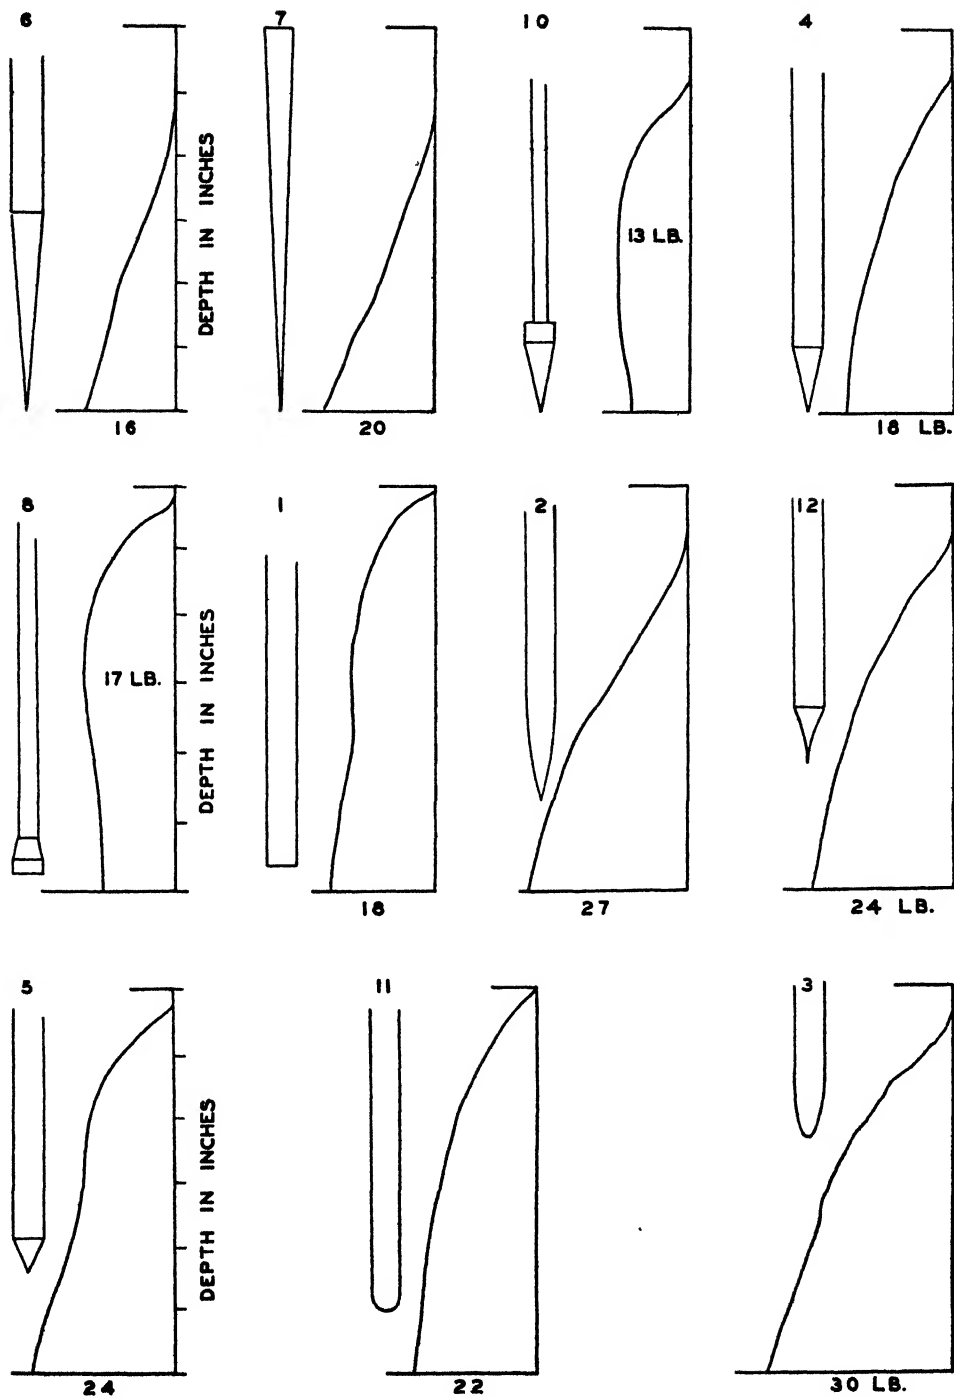 6 7 10 4
DEPTH IN INCHES
13 LB.
16 20 18 LB.
8 1 2 12
DEPTH IN INCHES
17 LB.
18 27 24 LB.
5 11 3
DEPTH IN INCHES
24 22 30 LB.